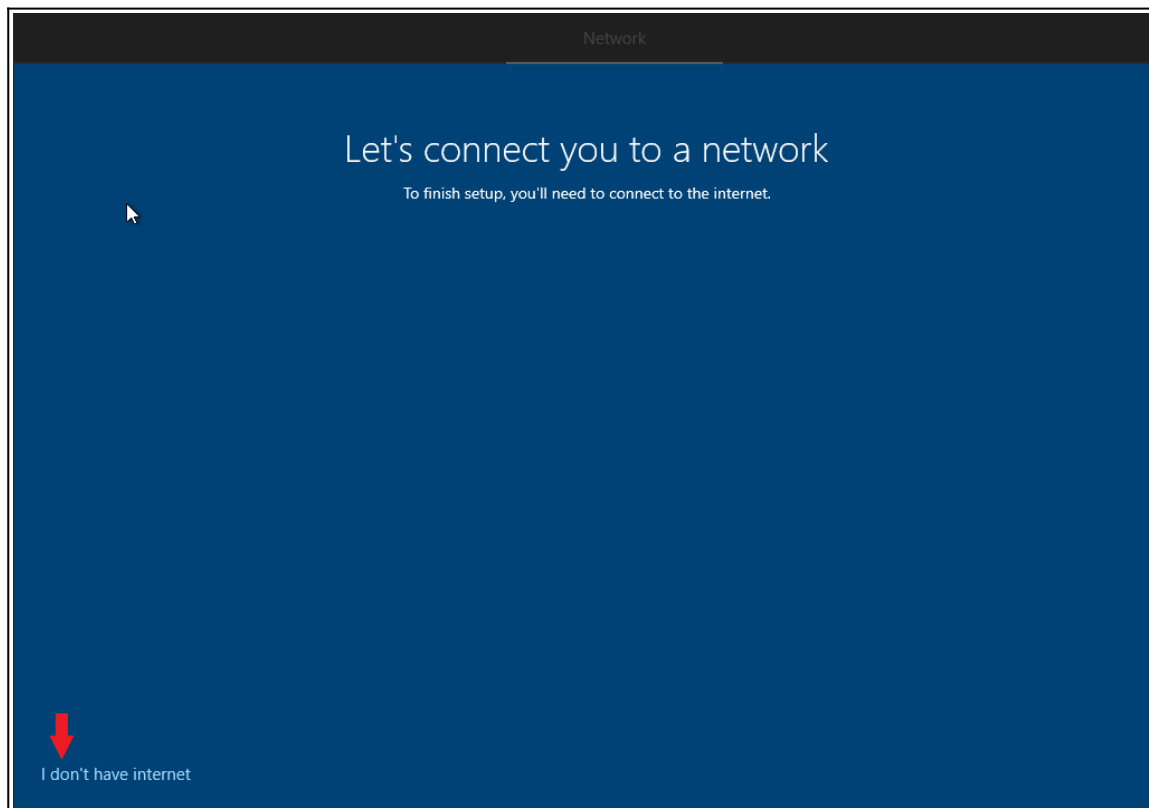 Network
Let's connect you to a network
To finish setup, you'll need to connect to the internet.
I don't have internet